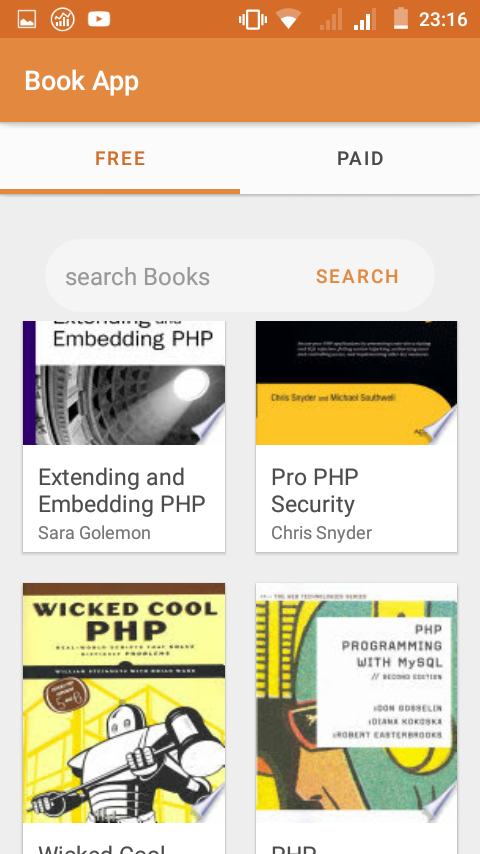 23:16
Book App
FREE
PAID
search Books
SEARCH
Extending and
Embedding PHP
Chris Snyder and Michael Southwell
Extending and
Embedding PHP
Sara Golemon
Pro PHP
Security
Chris Snyder
WICKED COOL
PHP
REAL-WORLD SCRIPTS THAT SOLVE
DIFFICULT PROBLEMS
WILLIAM STEINMETZ WITH BRIAN WARD
THE WEB TECHNOLOGIES SERIES
PHP
PROGRAMMING
WITH MySQL
// SECOND EDITION
DON GOSSELIN
DIANA KOKOSKA
ROBERT EASTERBROOKS
Wicked Cool
PHP